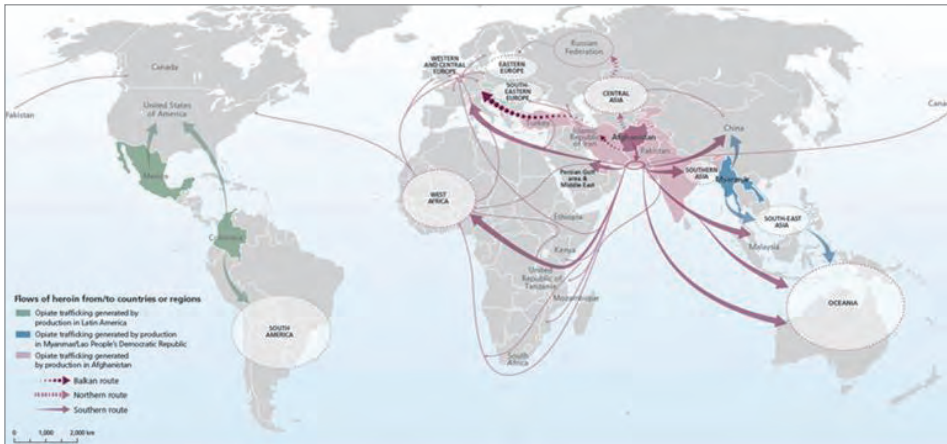 Russian
Federation
WESTERN
AND CENTRAL
EUROPE
EASTERN
EUROPE
Canada
SOUTH-
EASTERN
EUROPE
CENTRAL
ASIA
Pakistan
United States
of America
Cana
Turkey
Islamic
Republic
of Iran
Afghanistan
China
Pakistan
Mexico
Persian Gulf
area &
Middle East
SOUTHERN
ASIA
Myanmar
WEST
AFRICA
SOUTH-EAST
ASIA
Ethiopia
Colombia
Kenya
Malaysia
United
Republic of
Tanzania
Mozambique
OCEANIA
Flows of heroin from/to countries or regions
Opiate trafficking generated by
production in Latin America
Opiate trafficking generated by production
in Myanmar/Lao People's Democratic Republic
Opiate trafficking generated
by production in Afghanistan
SOUTH
AMERICA
South
Africa
Balkan route
Northern route
Southern route
0 1,000 2,000 km